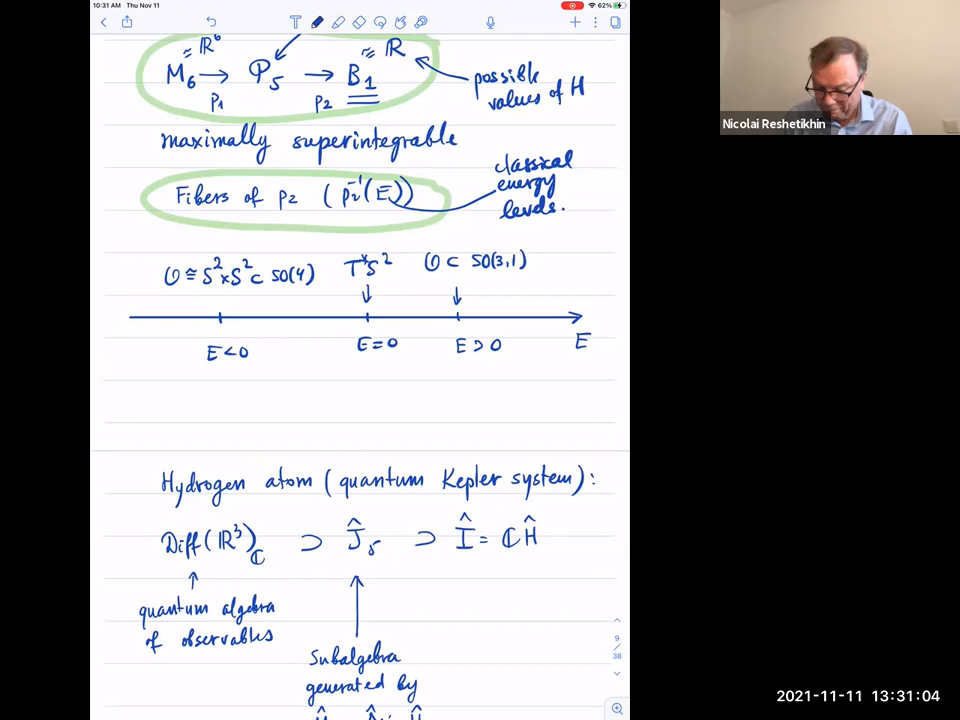 10:31 AM Thu Nov 11
62%
≅ ℝ⁶
≅ ℝ
M₆ → P₅ → B₁
p₁ p₂
possible
values of H
maximally superintegrable
classical
energy
levels.
Fibers of p₂ (p₂⁻¹(E))
O ≅ S²×S² ⊂ SO(4) T*S² O ⊂ SO(3,1)
E<0 E=0 E>0 E
Hydrogen atom (quantum Kepler system):
Diff(ℝ³)_ℂ ⊃ Ĵ₅ ⊃ Î = ℂĤ
quantum algebra
of observables
Subalgebra
generated by
9
/
38
Nicolai Reshetikhin
2021-11-11 13:31:04